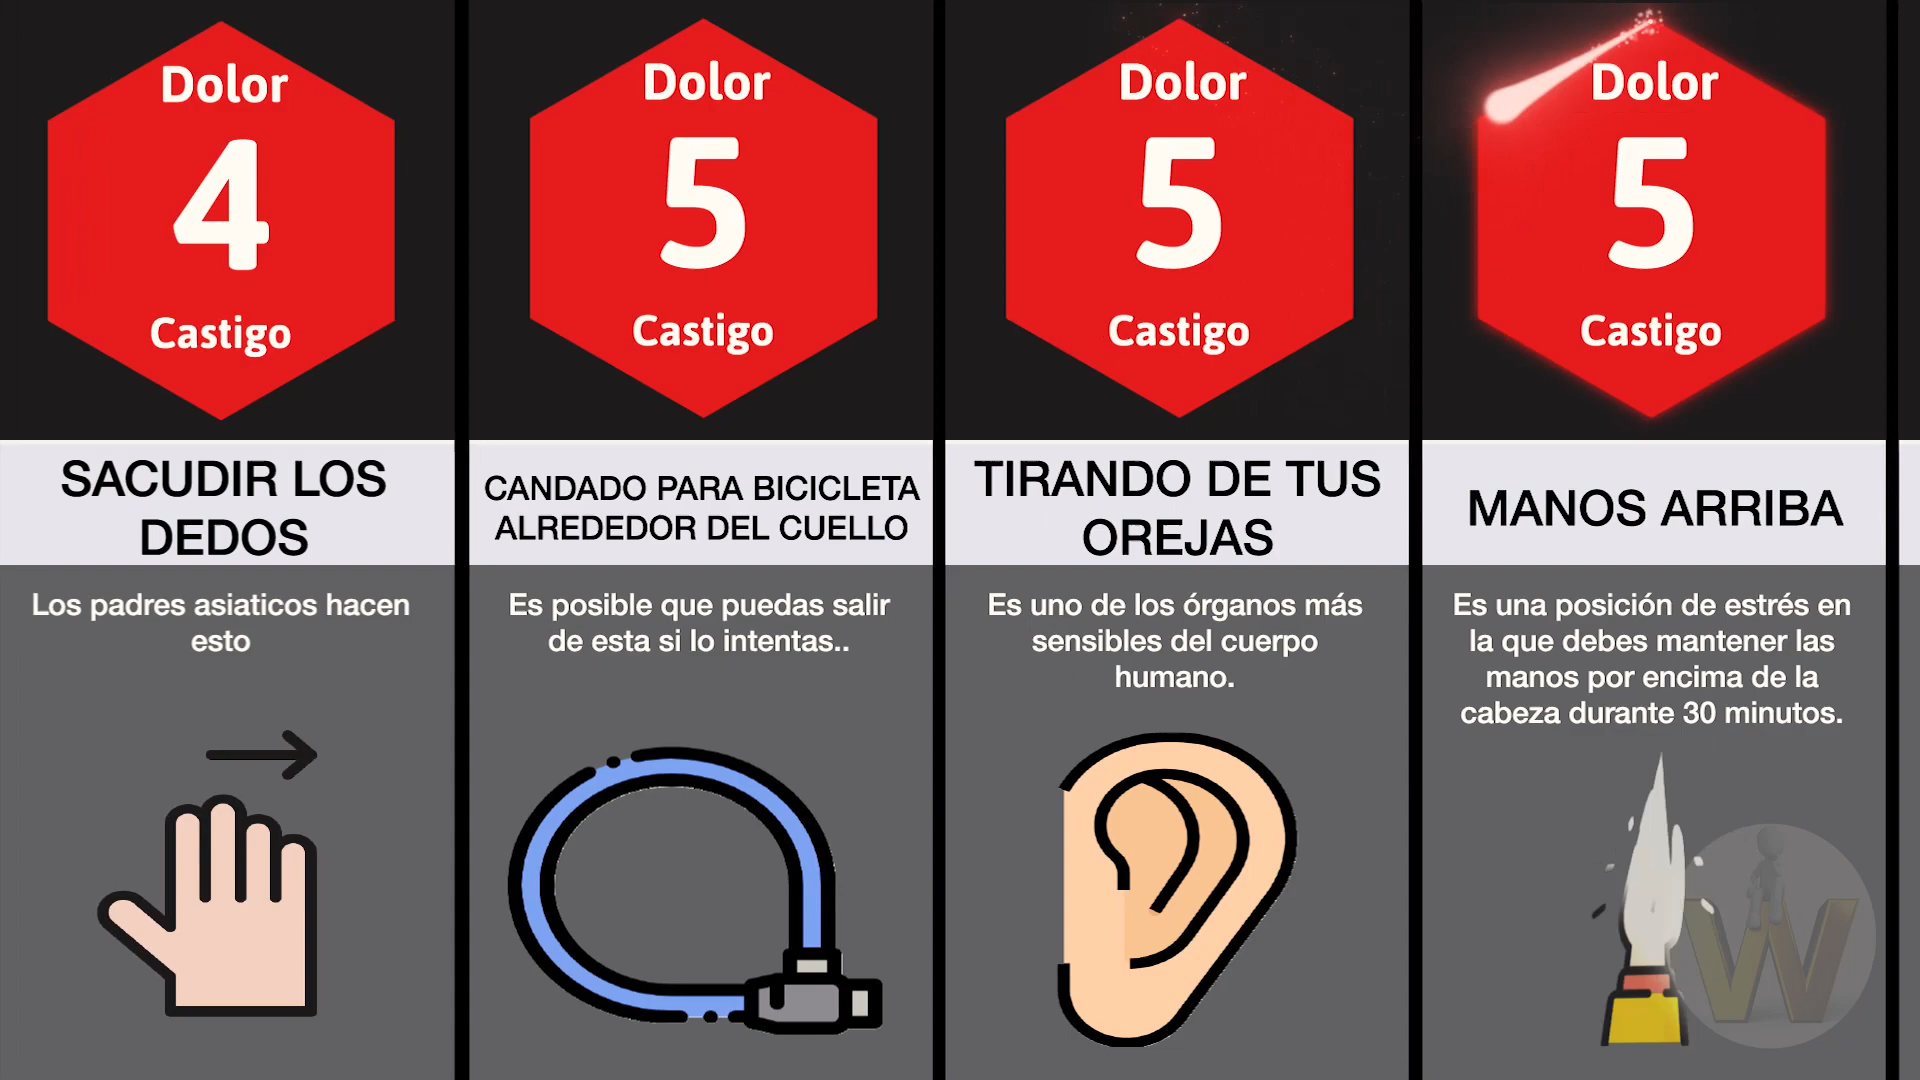 Dolor
4
Castigo
SACUDIR LOS
DEDOS
Los padres asiaticos hacen
esto
Dolor
5
Castigo
CANDADO PARA BICICLETA
ALREDEDOR DEL CUELLO
Es posible que puedas salir
de esta si lo intentas..
Dolor
5
Castigo
TIRANDO DE TUS
OREJAS
Es uno de los órganos más
sensibles del cuerpo
humano.
Dolor
5
Castigo
MANOS ARRIBA
Es una posición de estrés en
la que debes mantener las
manos por encima de la
cabeza durante 30 minutos.
W